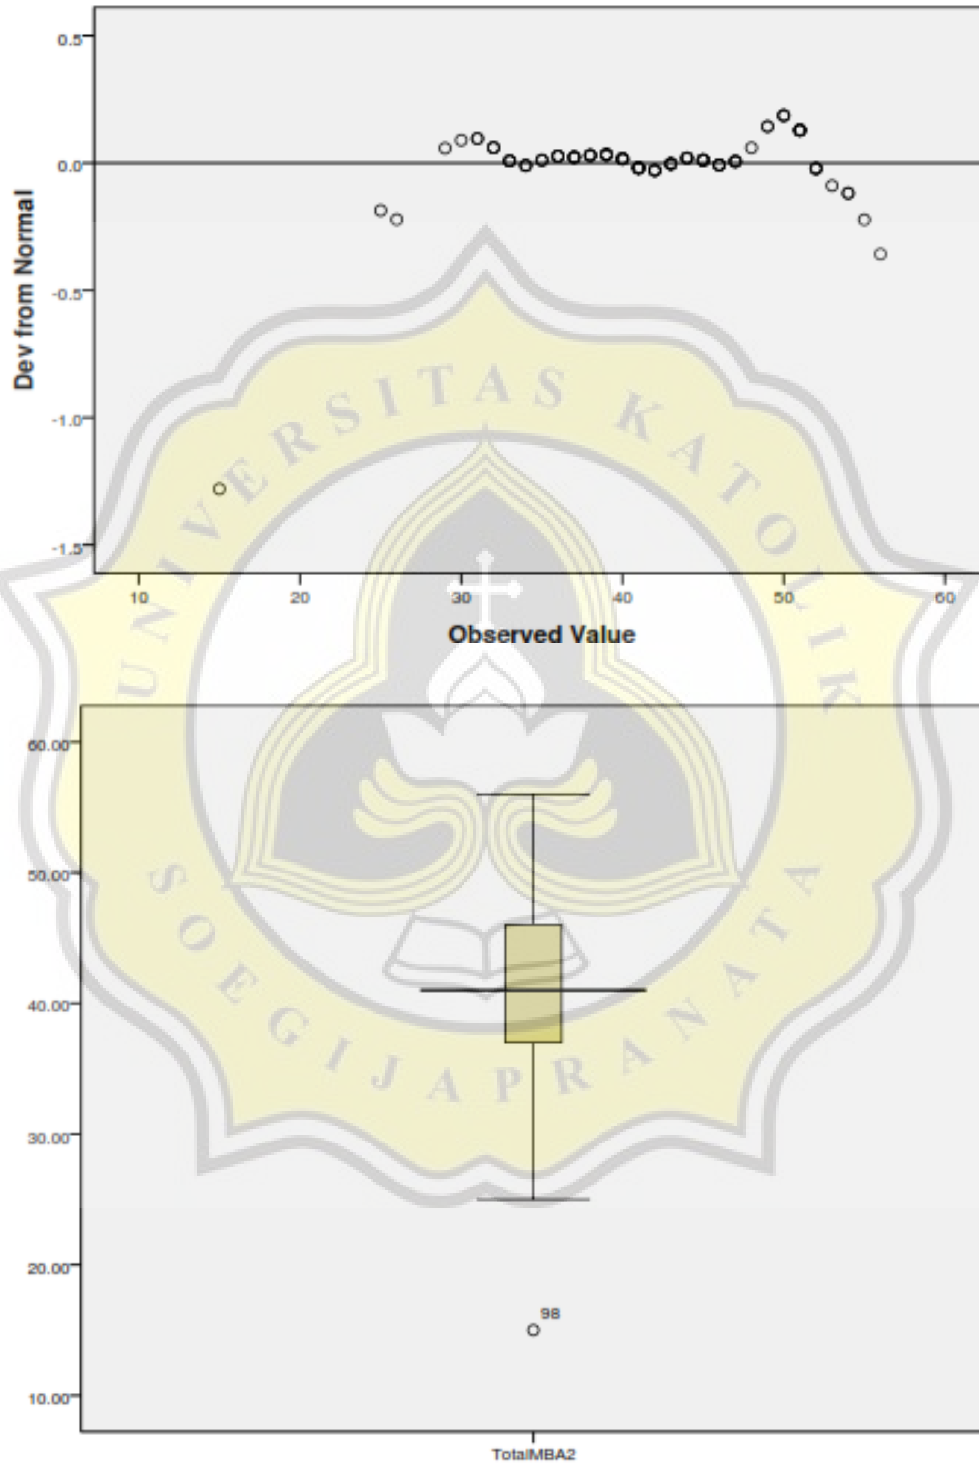 0.5
0.0
-0.5
-1.0
-1.5
Dev from Normal
10 20 30 40 50 60
Observed Value
UNIVERSITAS KATOLIK
SOEGIJAPRANATA
60.00
50.00
40.00
30.00
20.00
10.00
98
TotalMBA2